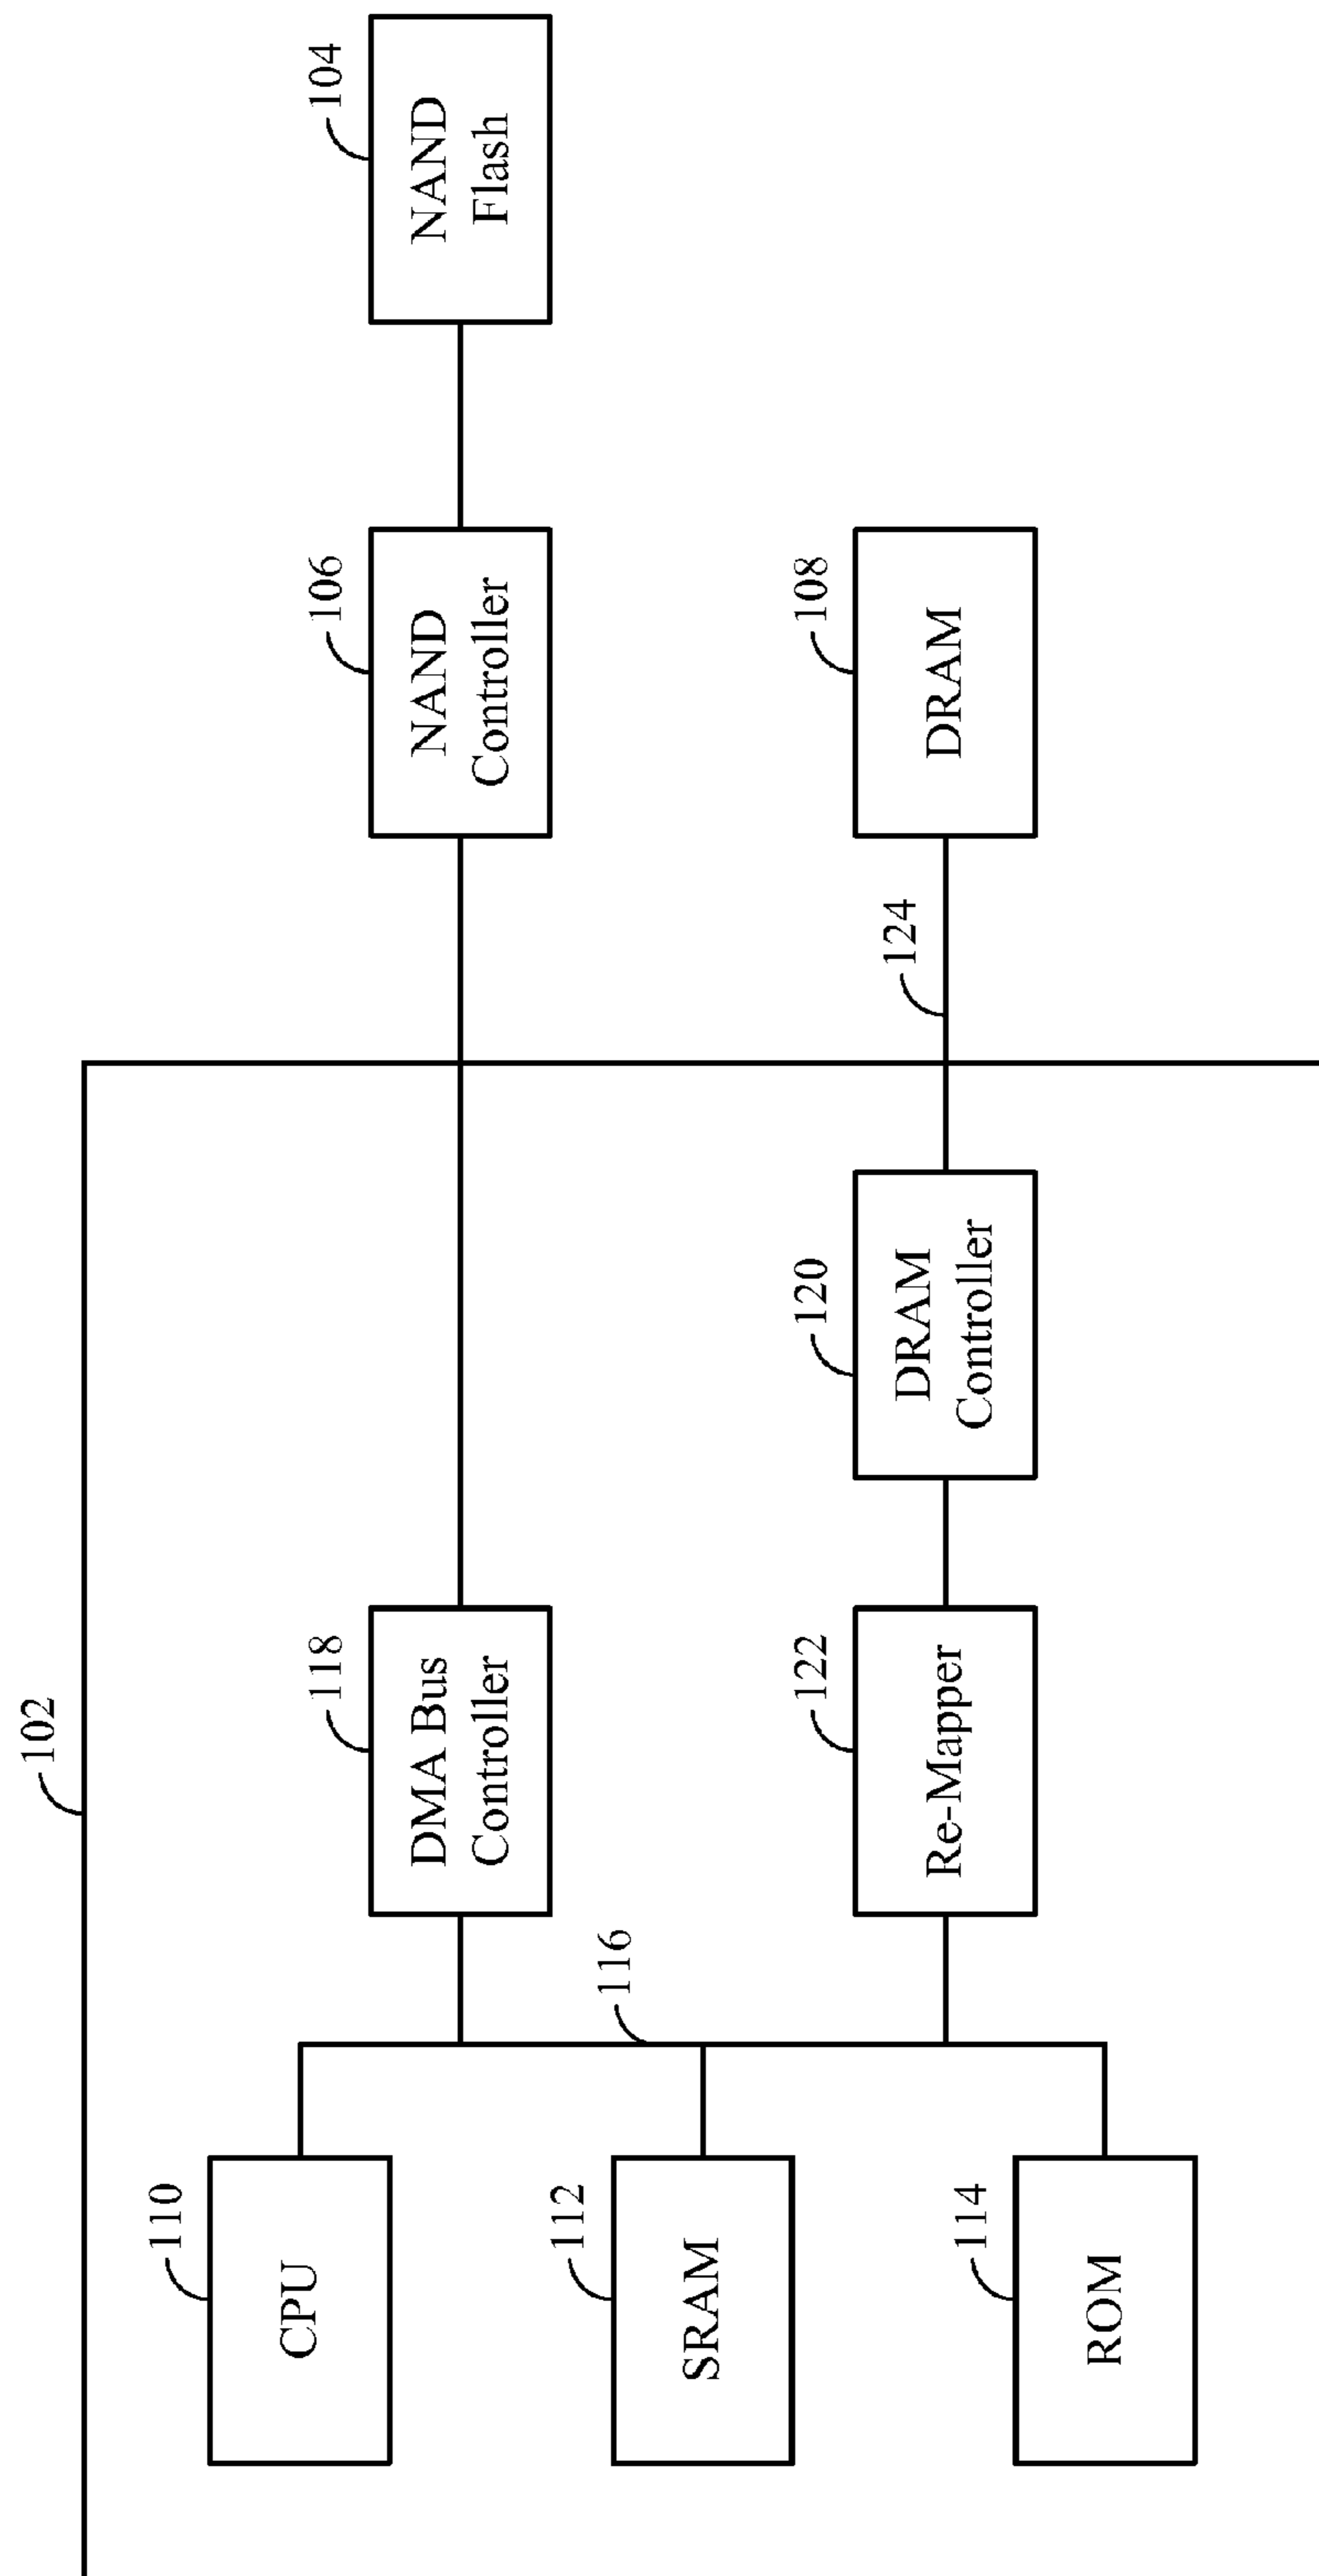 102
110
CPU
112
SRAM
114
ROM
116
118
DMA Bus
Controller
122
Re-Mapper
120
DRAM
Controller
124
106
NAND
Controller
108
DRAM
104
NAND
Flash